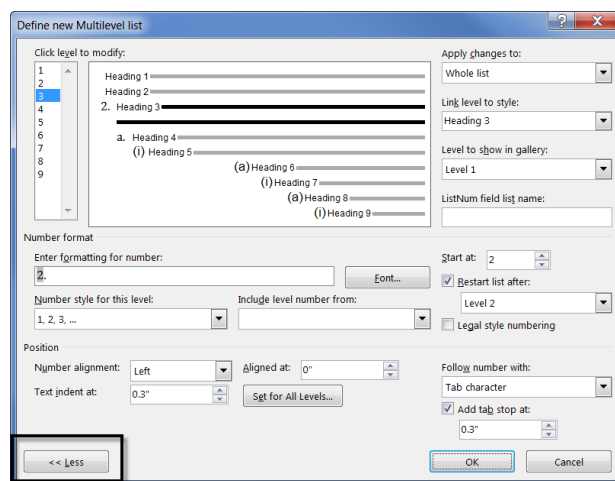 Define new Multilevel list
Click level to modify:
1
2
3
4
5
6
7
8
9
Heading 1
Heading 2
2. Heading 3
a. Heading 4
(i) Heading 5
(a) Heading 6
(i) Heading 7
(a) Heading 8
(i) Heading 9
Apply changes to:
Whole list
Link level to style:
Heading 3
Level to show in gallery:
Level 1
ListNum field list name:
Number format
Enter formatting for number:
2.
Font...
Number style for this level:
1, 2, 3, ...
Include level number from:
Start at: 2
Restart list after:
Level 2
Legal style numbering
Position
Number alignment: Left
Aligned at: 0"
Text indent at: 0.3"
Set for All Levels...
Follow number with:
Tab character
Add tab stop at:
0.3"
<< Less
OK
Cancel